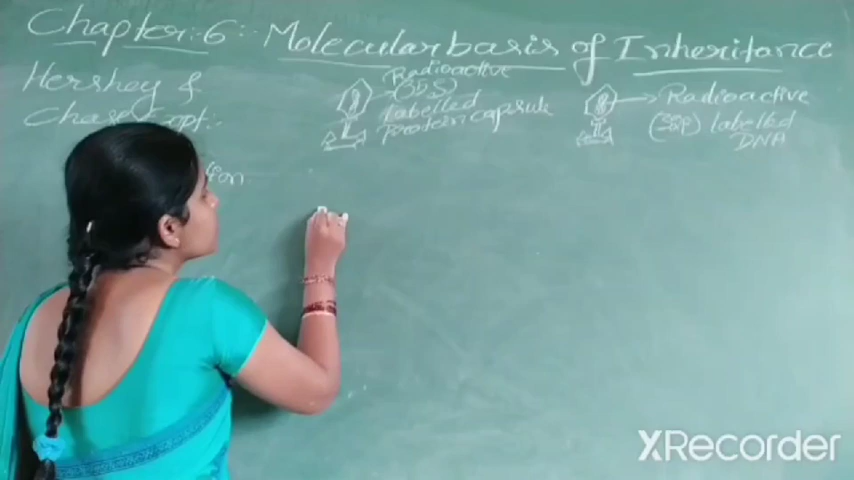 Chapter:-6:- Molecular basis of Inheritance
Hershey &
Chase Expt:-
Radioactive
(35S)
labelled
Protein capsule
Radioactive
(32P) labelled
DNA
XRecorder